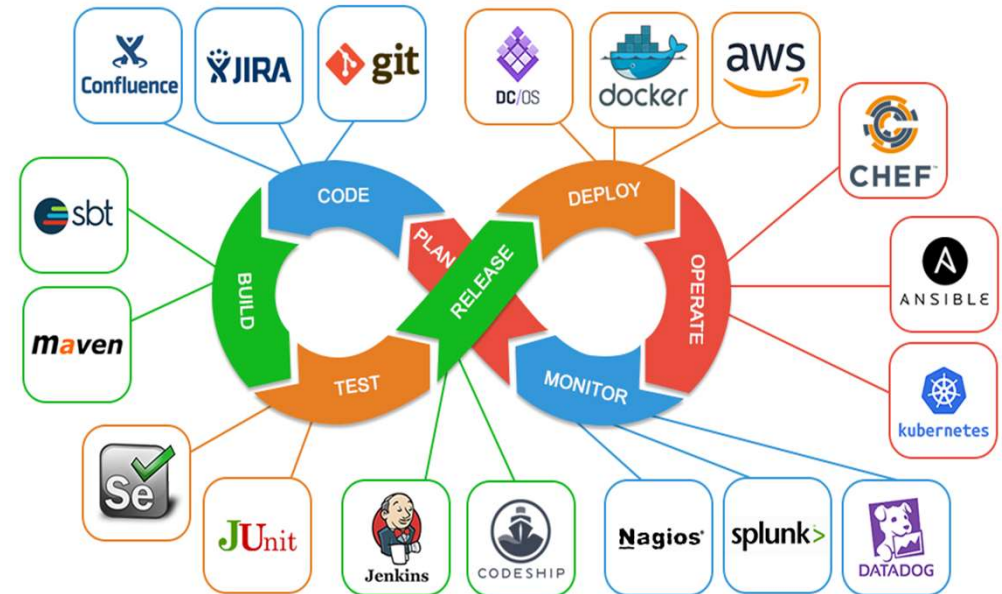 Confluence
JIRA
git
DC/OS
docker
aws
CHEF™
sbt
CODE
DEPLOY
PLAN
RELEASE
BUILD
OPERATE
ANSIBLE
maven
TEST
MONITOR
kubernetes
Se
JUnit
Jenkins
CODESHIP
Nagios®
splunk>
DATADOG